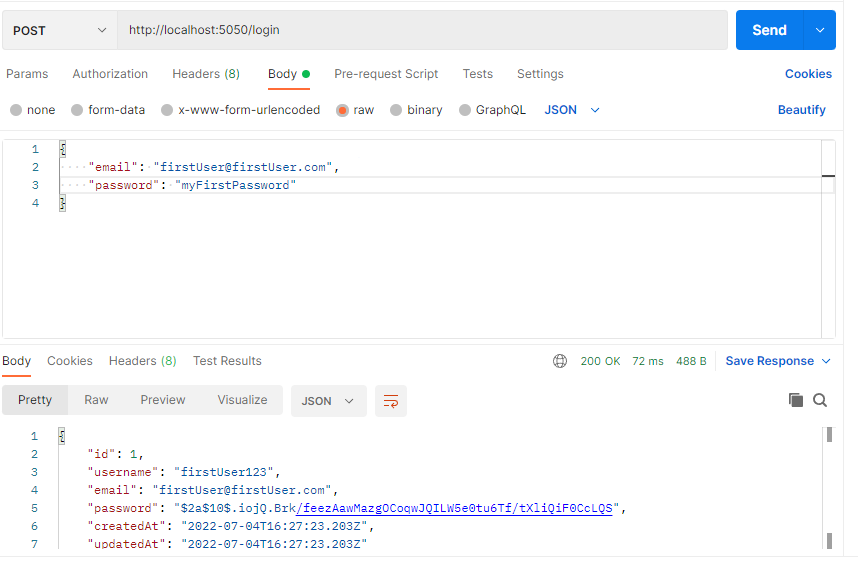 POST http://localhost:5050/login Send
Params Authorization Headers (8) Body Pre-request Script Tests Settings Cookies
none form-data x-www-form-urlencoded raw binary GraphQL JSON Beautify
1 {
2 ····"email":·"firstUser@firstUser.com",
3 ····"password":·"myFirstPassword"
4 }
Body Cookies Headers (8) Test Results 200 OK 72 ms 488 B Save Response
Pretty Raw Preview Visualize JSON
1 {
2 "id": 1,
3 "username": "firstUser123",
4 "email": "firstUser@firstUser.com",
5 "password": "$2a$10$.iojQ.Brk/feezAawMazgOCoqwJQILW5e0tu6Tf/tXliQiF0CcLQS",
6 "createdAt": "2022-07-04T16:27:23.203Z",
7 "updatedAt": "2022-07-04T16:27:23.203Z"